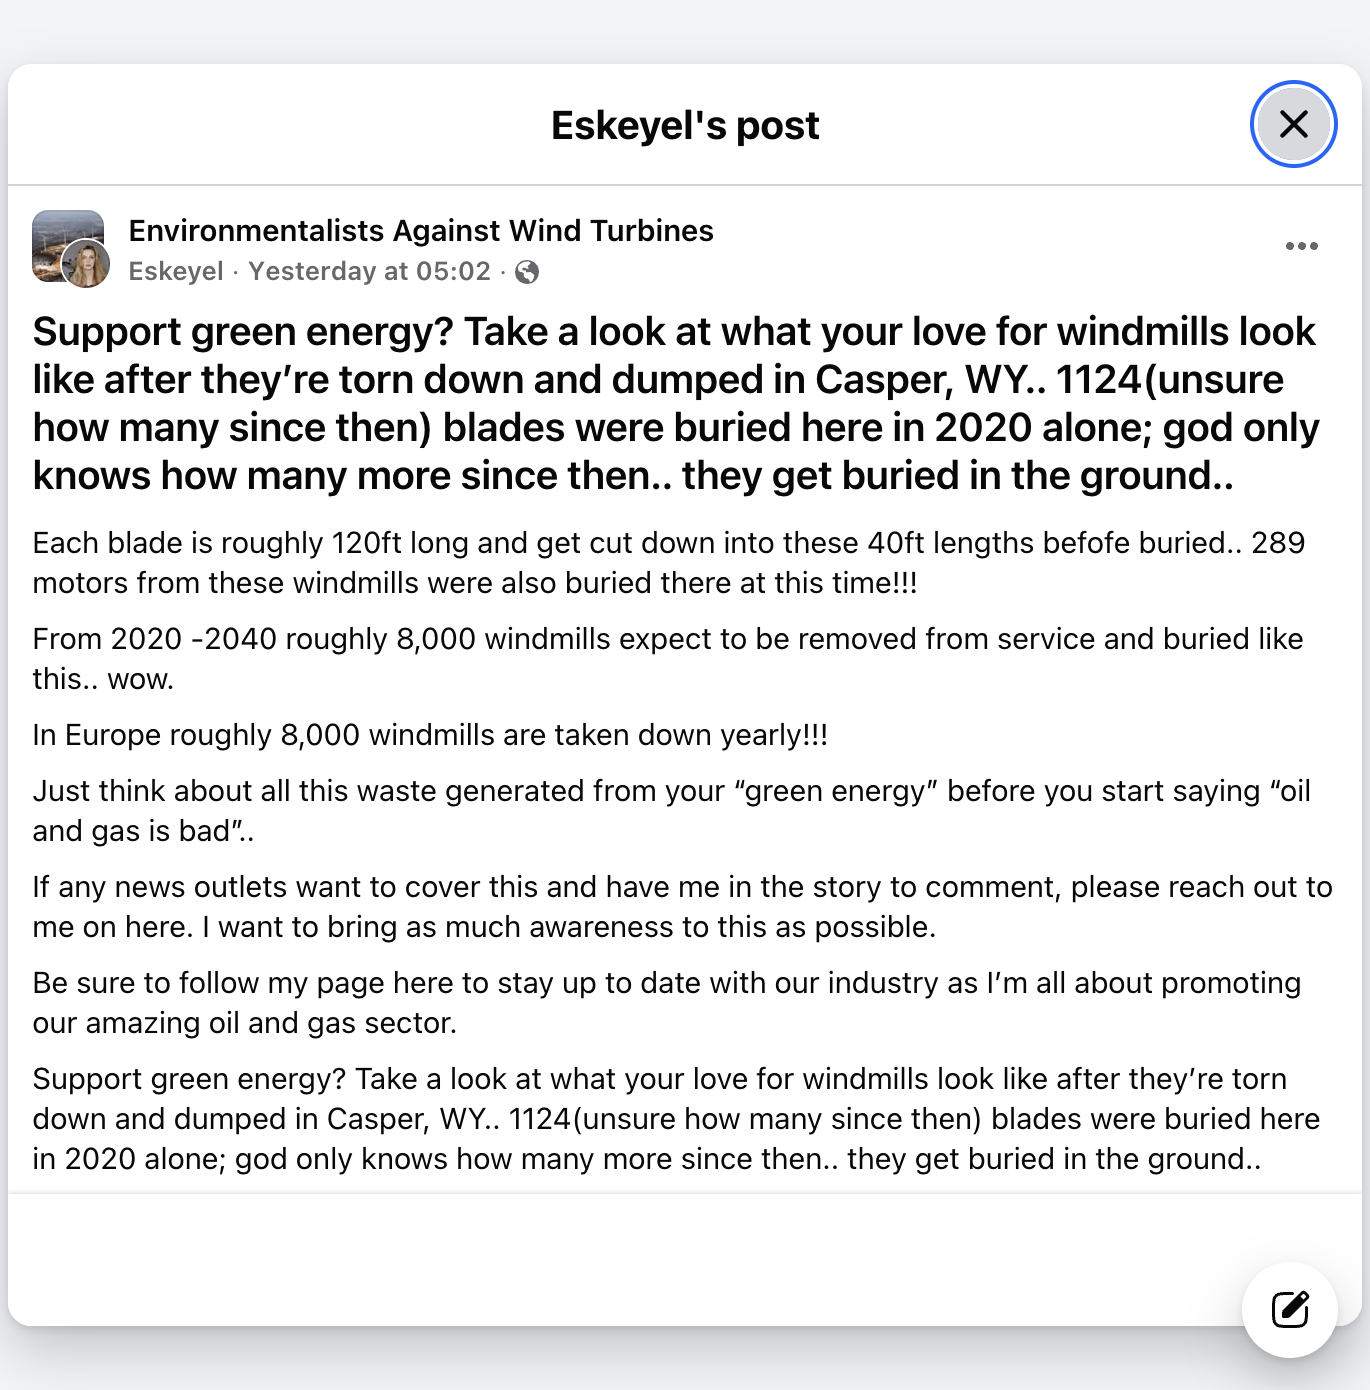 Eskeyel's post
Environmentalists Against Wind Turbines
Eskeyel · Yesterday at 05:02 ·
Support green energy? Take a look at what your love for windmills look
like after they’re torn down and dumped in Casper, WY.. 1124(unsure
how many since then) blades were buried here in 2020 alone; god only
knows how many more since then.. they get buried in the ground..
Each blade is roughly 120ft long and get cut down into these 40ft lengths befofe buried.. 289
motors from these windmills were also buried there at this time!!!
From 2020 -2040 roughly 8,000 windmills expect to be removed from service and buried like
this.. wow.
In Europe roughly 8,000 windmills are taken down yearly!!!
Just think about all this waste generated from your “green energy” before you start saying “oil
and gas is bad”..
If any news outlets want to cover this and have me in the story to comment, please reach out to
me on here. I want to bring as much awareness to this as possible.
Be sure to follow my page here to stay up to date with our industry as I’m all about promoting
our amazing oil and gas sector.
Support green energy? Take a look at what your love for windmills look like after they’re torn
down and dumped in Casper, WY.. 1124(unsure how many since then) blades were buried here
in 2020 alone; god only knows how many more since then.. they get buried in the ground..